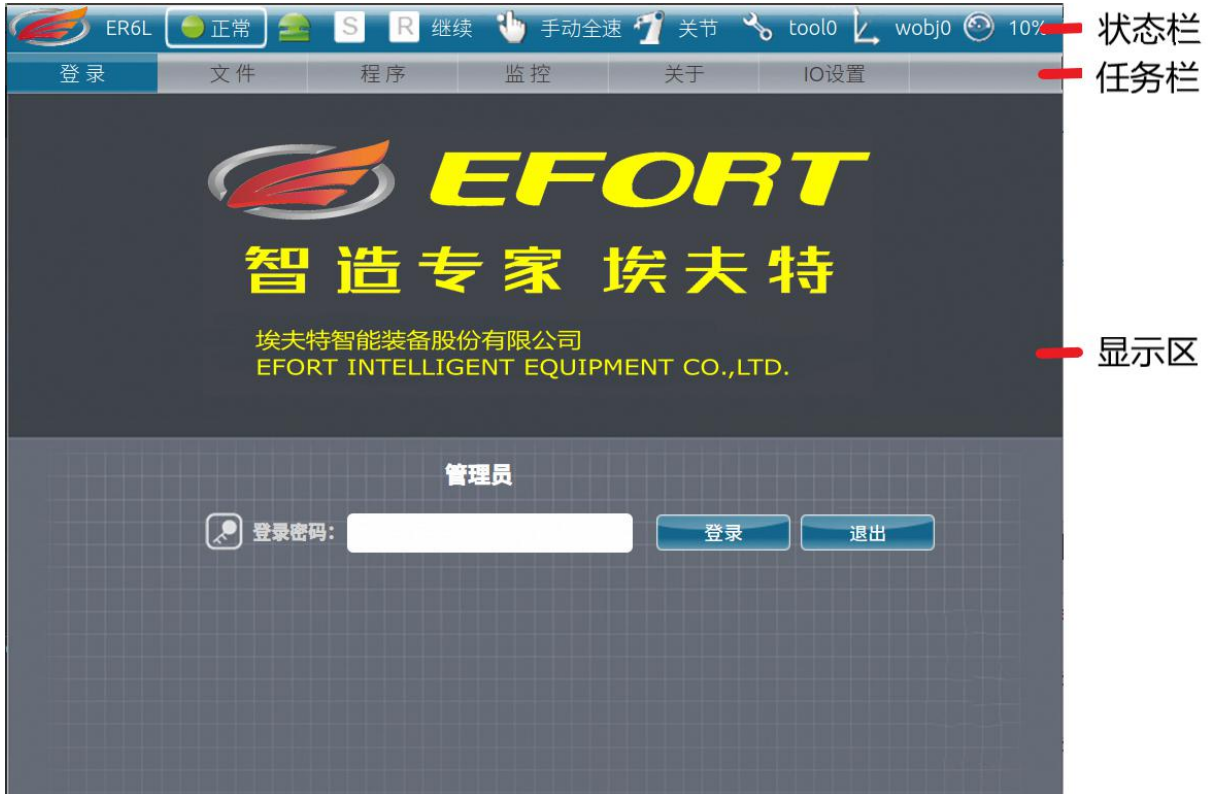 ER6L 正常 S R 继续 手动全速 关节 tool0 wobj0 10% 状态栏
登录 文件 程序 监控 关于 IO设置 任务栏
EFORT
智造专家 埃夫特
埃夫特智能装备股份有限公司
EFORT INTELLIGENT EQUIPMENT CO.,LTD.
显示区
管理员
登录密码: 登录 退出